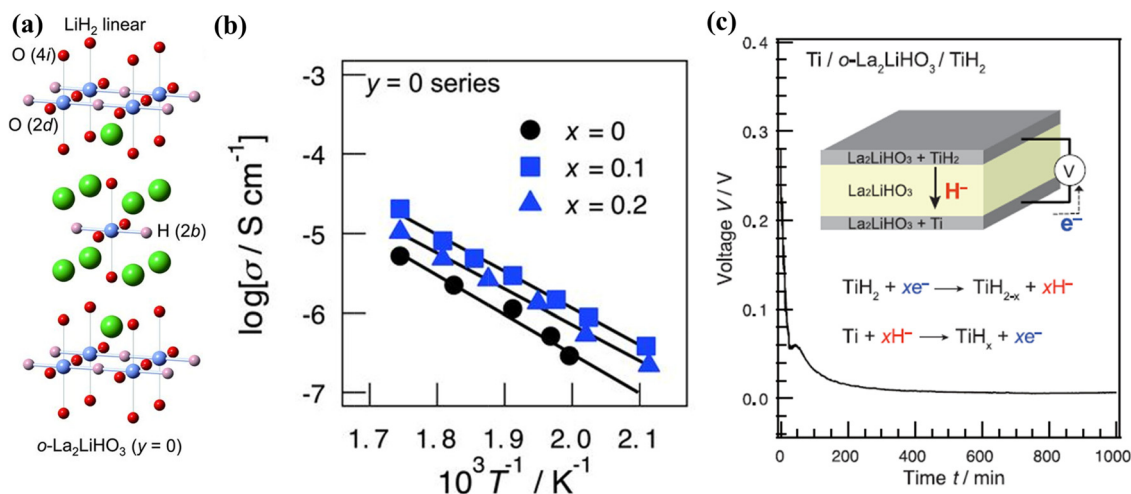 (a)
LiH₂ linear
O (4i)
O (2d)
H (2b)
o-La₂LiHO₃ (y = 0)
(b)
y = 0 series
x = 0
x = 0.1
x = 0.2
log[σ / S cm⁻¹]
-3
-4
-5
-6
-7
1.7 1.8 1.9 2.0 2.1
10³T⁻¹ / K⁻¹
(c)
Ti / o-La₂LiHO₃ / TiH₂
La₂LiHO₃ + TiH₂
La₂LiHO₃
H⁻
La₂LiHO₃ + Ti
V
e⁻
TiH₂ + xe⁻ → TiH₂₋ₓ + xH⁻
Ti + xH⁻ → TiHₓ + xe⁻
Voltage V / V
0.4
0.3
0.2
0.1
0.0
0 200 400 600 800 1000
Time t / min